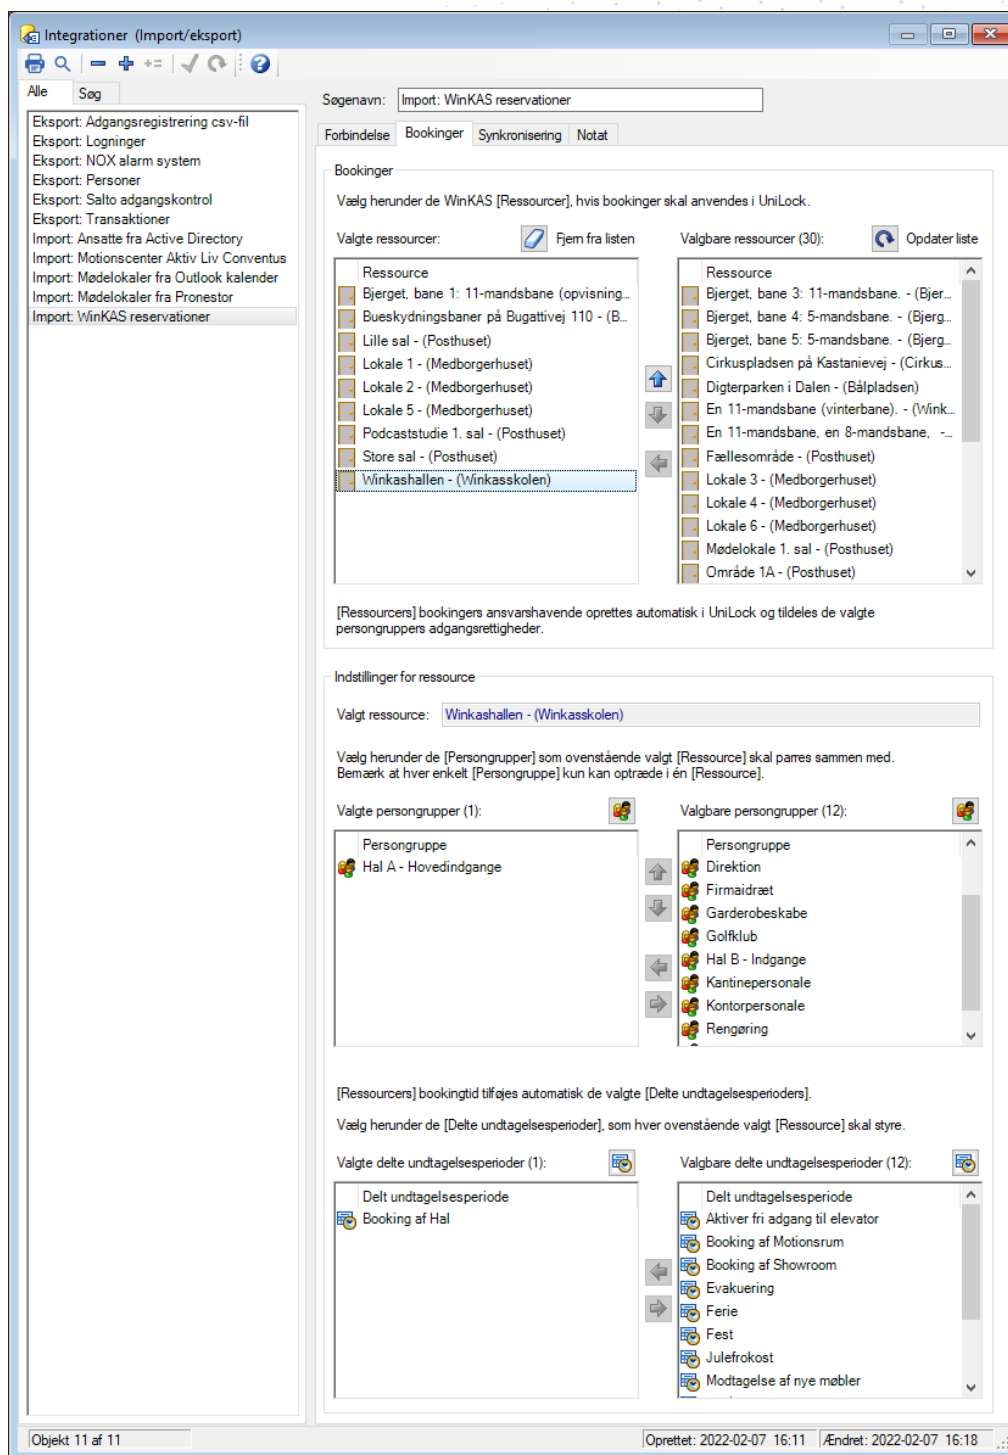 Integrationer (Import/eksport)
Alle
Søg
Eksport: Adgangsregistrering csv-fil
Eksport: Logninger
Eksport: NOX alarm system
Eksport: Personer
Eksport: Salto adgangskontrol
Eksport: Transaktioner
Import: Ansatte fra Active Directory
Import: Motionscenter Aktiv Liv Conventus
Import: Mødelokaler fra Outlook kalender
Import: Mødelokaler fra Pronestor
Import: WinKAS reservationer
Søgenavn: Import: WinKAS reservationer
Forbindelse Bookinger Synkronisering Notat
Bookinger
Vælg herunder de WinKAS [Ressourcer], hvis bookinger skal anvendes i UniLock.
Valgte ressourcer: Fjern fra listen
Ressource
Bjerget, bane 1: 11-mandsbane (opvisning...
Bueskydningsbaner på Bugattivej 110 - (B...
Lille sal - (Posthuset)
Lokale 1 - (Medborgerhuset)
Lokale 2 - (Medborgerhuset)
Lokale 5 - (Medborgerhuset)
Podcaststudie 1. sal - (Posthuset)
Store sal - (Posthuset)
Winkashallen - (Winkasskolen)
Valgbare ressourcer (30): Opdater liste
Ressource
Bjerget, bane 3: 11-mandsbane. - (Bjer...
Bjerget, bane 4: 5-mandsbane. - (Bjerg...
Bjerget, bane 5: 5-mandsbane. - (Bjerg...
Cirkuspladsen på Kastanievej - (Cirkus...
Digterparken i Dalen - (Bålpladsen)
En 11-mandsbane (vinterbane). - (Wink...
En 11-mandsbane, en 8-mandsbane, -...
Fællesområde - (Posthuset)
Lokale 3 - (Medborgerhuset)
Lokale 4 - (Medborgerhuset)
Lokale 6 - (Medborgerhuset)
Mødelokale 1. sal - (Posthuset)
Område 1A - (Posthuset)
[Ressourcers] bookingers ansvarshavende oprettes automatisk i UniLock og tildeles de valgte
persongruppers adgangsrettigheder.
Indstillinger for ressource
Valgt ressource: Winkashallen - (Winkasskolen)
Vælg herunder de [Persongrupper] som ovenstående valgt [Ressource] skal parres sammen med.
Bemærk at hver enkelt [Persongruppe] kun kan optræde i én [Ressource].
Valgte persongrupper (1):
Persongruppe
Hal A - Hovedindgange
Valgbare persongrupper (12):
Persongruppe
Direktion
Firmaidræt
Garderobeskabe
Golfklub
Hal B - Indgange
Kantinepersonale
Kontorpersonale
Rengøring
[Ressourcers] bookingtid tilføjes automatisk de valgte [Delte undtagelsesperioders].
Vælg herunder de [Delte undtagelsesperioder], som hver ovenstående valgt [Ressource] skal styre.
Valgte delte undtagelsesperioder (1):
Delt undtagelsesperiode
Booking af Hal
Valgbare delte undtagelsesperioder (12):
Delt undtagelsesperiode
Aktiver fri adgang til elevator
Booking af Motionsrum
Booking af Showroom
Evakuering
Ferie
Fest
Julefrokost
Modtagelse af nye møbler
Objekt 11 af 11
Oprettet: 2022-02-07 16:11
Ændret: 2022-02-07 16:18